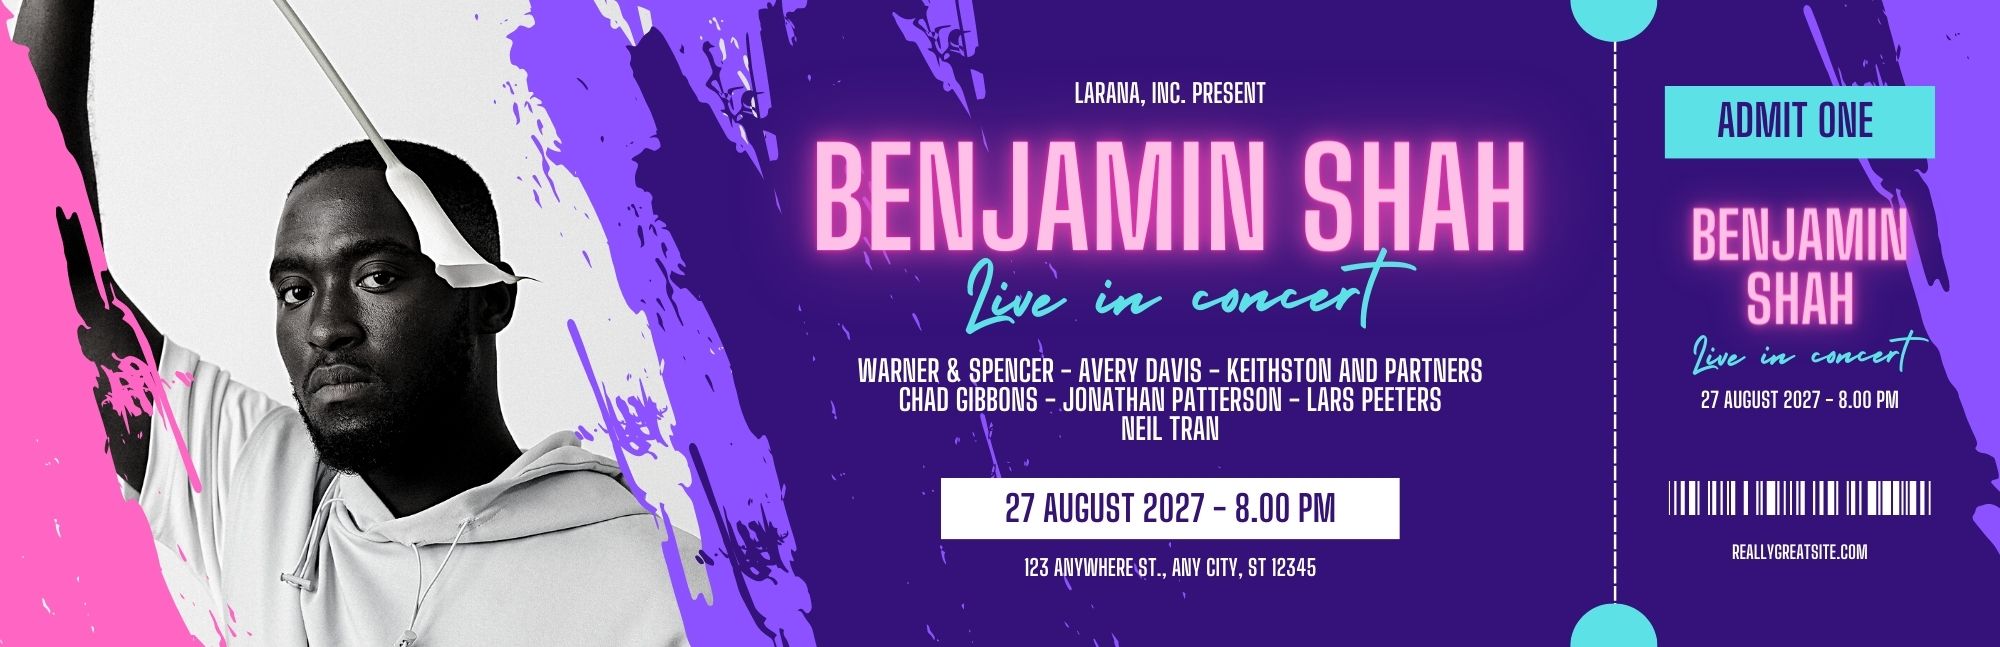 LARANA, INC. PRESENT
BENJAMIN SHAH
Live in concert
WARNER & SPENCER - AVERY DAVIS - KEITHSTON AND PARTNERS
CHAD GIBBONS - JONATHAN PATTERSON - LARS PEETERS
NEIL TRAN
27 AUGUST 2027 - 8.00 PM
123 ANYWHERE ST., ANY CITY, ST 12345
ADMIT ONE
BENJAMIN
SHAH
Live in concert
27 AUGUST 2027 - 8.00 PM
REALLYGREATSITE.COM